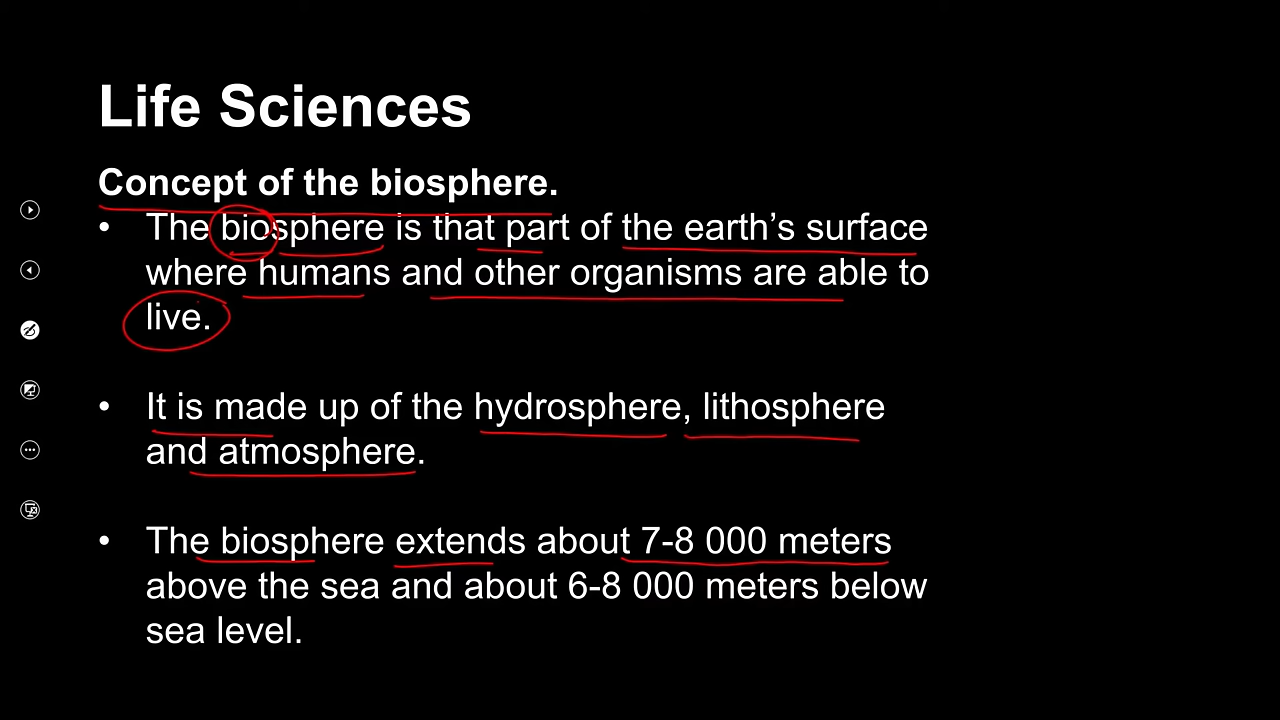 Life Sciences
Concept of the biosphere.
• The biosphere is that part of the earth's surface
where humans and other organisms are able to
live.
• It is made up of the hydrosphere, lithosphere
and atmosphere.
• The biosphere extends about 7-8 000 meters
above the sea and about 6-8 000 meters below
sea level.